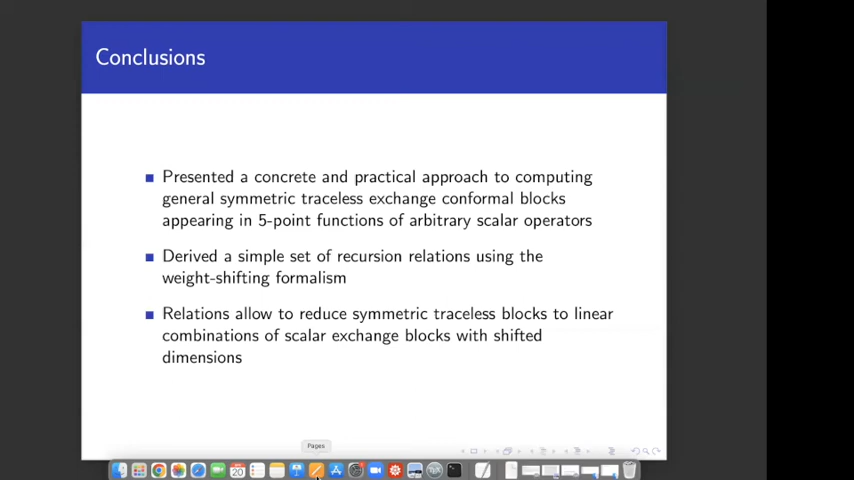 Conclusions
Presented a concrete and practical approach to computing
general symmetric traceless exchange conformal blocks
appearing in 5-point functions of arbitrary scalar operators
Derived a simple set of recursion relations using the
weight-shifting formalism
Relations allow to reduce symmetric traceless blocks to linear
combinations of scalar exchange blocks with shifted
dimensions
Pages
20